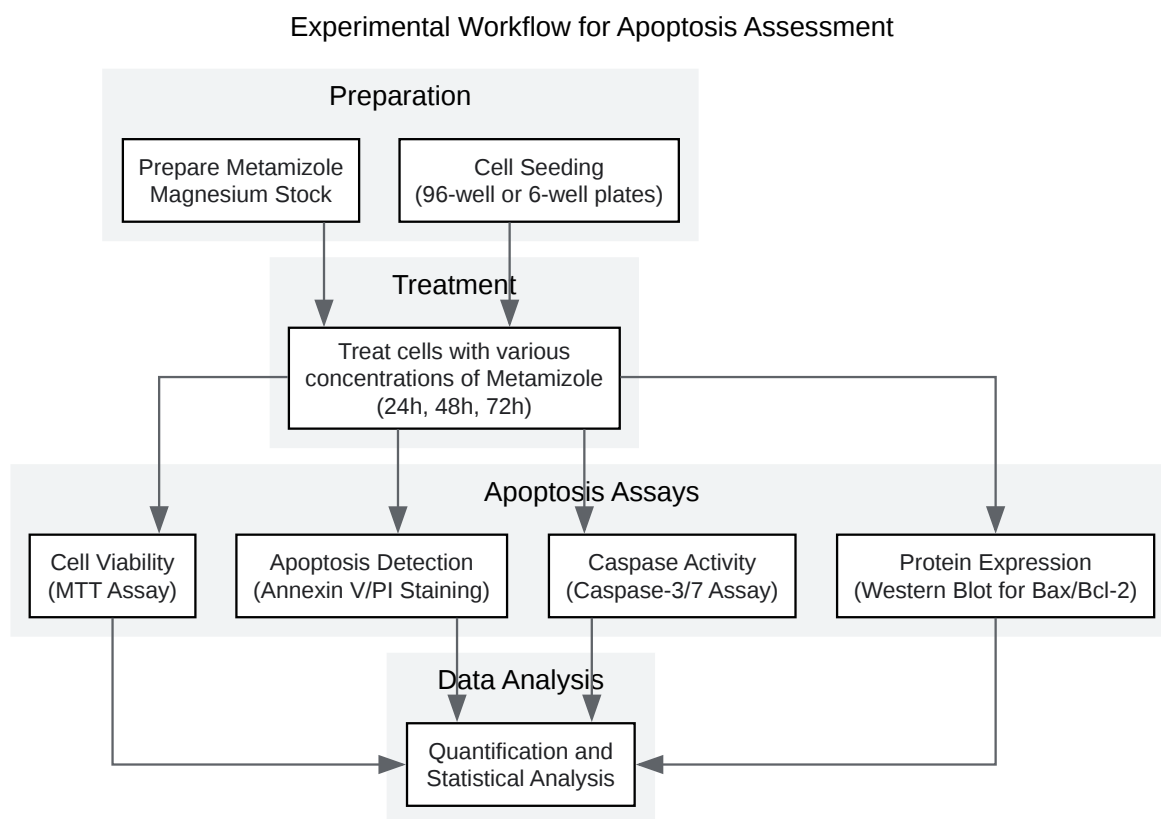 Experimental Workflow for Apoptosis Assessment
Preparation
Prepare Metamizole
Magnesium Stock
Cell Seeding
(96-well or 6-well plates)
Treatment
Treat cells with various
concentrations of Metamizole
(24h, 48h, 72h)
Apoptosis Assays
Cell Viability
(MTT Assay)
Apoptosis Detection
(Annexin V/PI Staining)
Caspase Activity
(Caspase-3/7 Assay)
Protein Expression
(Western Blot for Bax/Bcl-2)
Data Analysis
Quantification and
Statistical Analysis